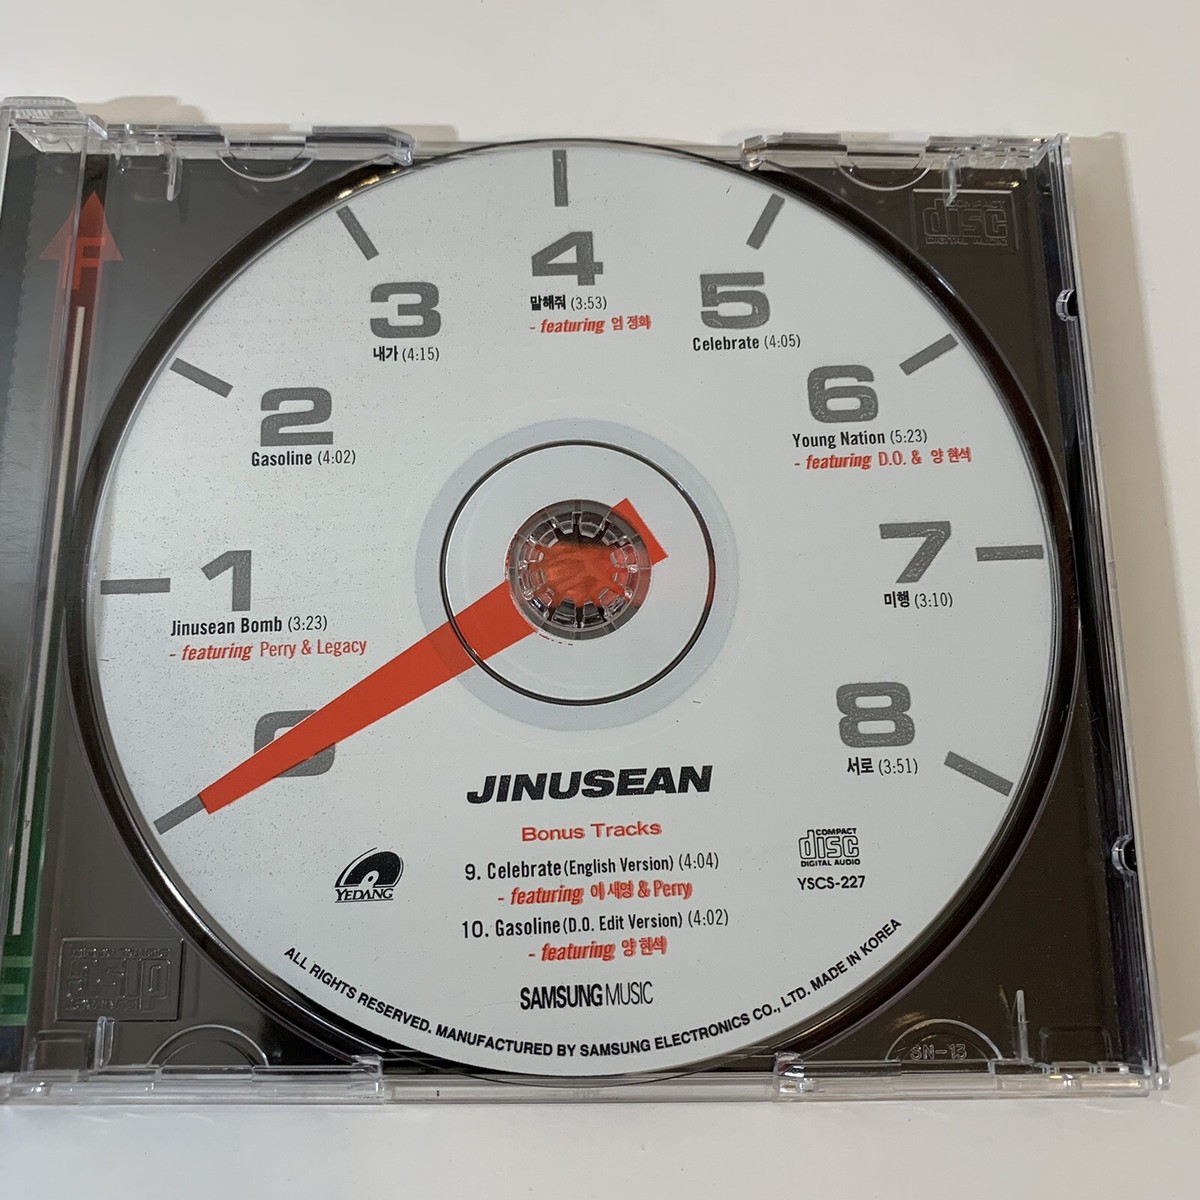 F
COMPACT
disc
DIGITAL AUDIO
4
말해줘 (3:53)
- featuring 엄정화
3
내가 (4:15)
5
Celebrate (4:05)
2
Gasoline (4:02)
6
Young Nation (5:23)
- featuring D.O. & 양현석
1
Jinusean Bomb (3:23)
- featuring Perry & Legacy
7
미행 (3:10)
0
8
서로 (3:51)
JINUSEAN
Bonus Tracks
9. Celebrate (English Version) (4:04)
- featuring 이세영 & Perry
10. Gasoline (D.O. Edit Version) (4:02)
- featuring 양현석
YEDANG
COMPACT
disc
DIGITAL AUDIO
YSCS-227
SAMSUNG MUSIC
ALL RIGHTS RESERVED. MANUFACTURED BY SAMSUNG ELECTRONICS CO., LTD. MADE IN KOREA
SN-13